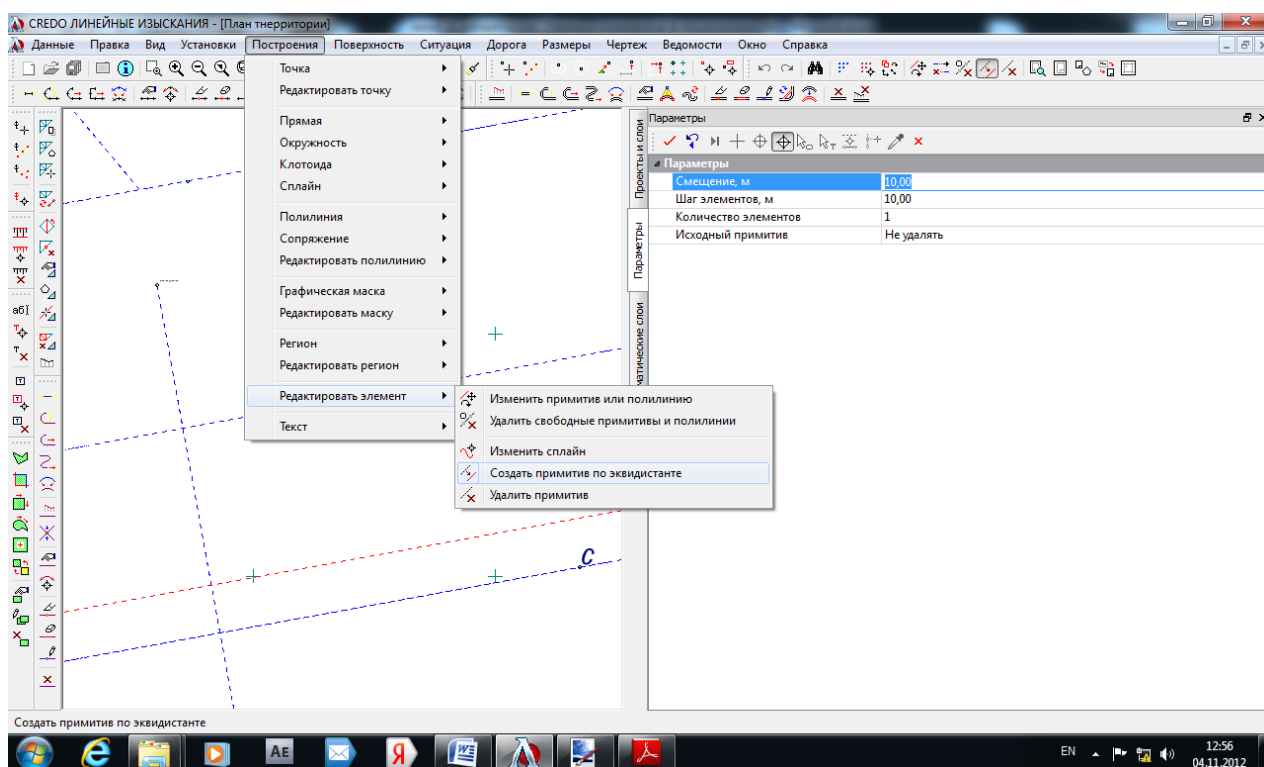 CREDO ЛИНЕЙНЫЕ ИЗЫСКАНИЯ - [План тнерритории]
Данные Правка Вид Установки Построения Поверхность Ситуация Дорога Размеры Чертеж Ведомости Окно Справка
Точка
Редактировать точку
Прямая
Окружность
Клотоида
Сплайн
Полилиния
Сопряжение
Редактировать полилинию
Графическая маска
Редактировать маску
Регион
Редактировать регион
Редактировать элемент
Текст
Изменить примитив или полилинию
Удалить свободные примитивы и полилинии
Изменить сплайн
Создать примитив по эквидистанте
Удалить примитив
Проекты и слои
Параметры
матические слои
Параметры
Параметры
Смещение, м 10,00
Шаг элементов, м 10,00
Количество элементов 1
Исходный примитив Не удалять
абI
С
Создать примитив по эквидистанте
AE
Я
W
EN
12:56
04.11.2012